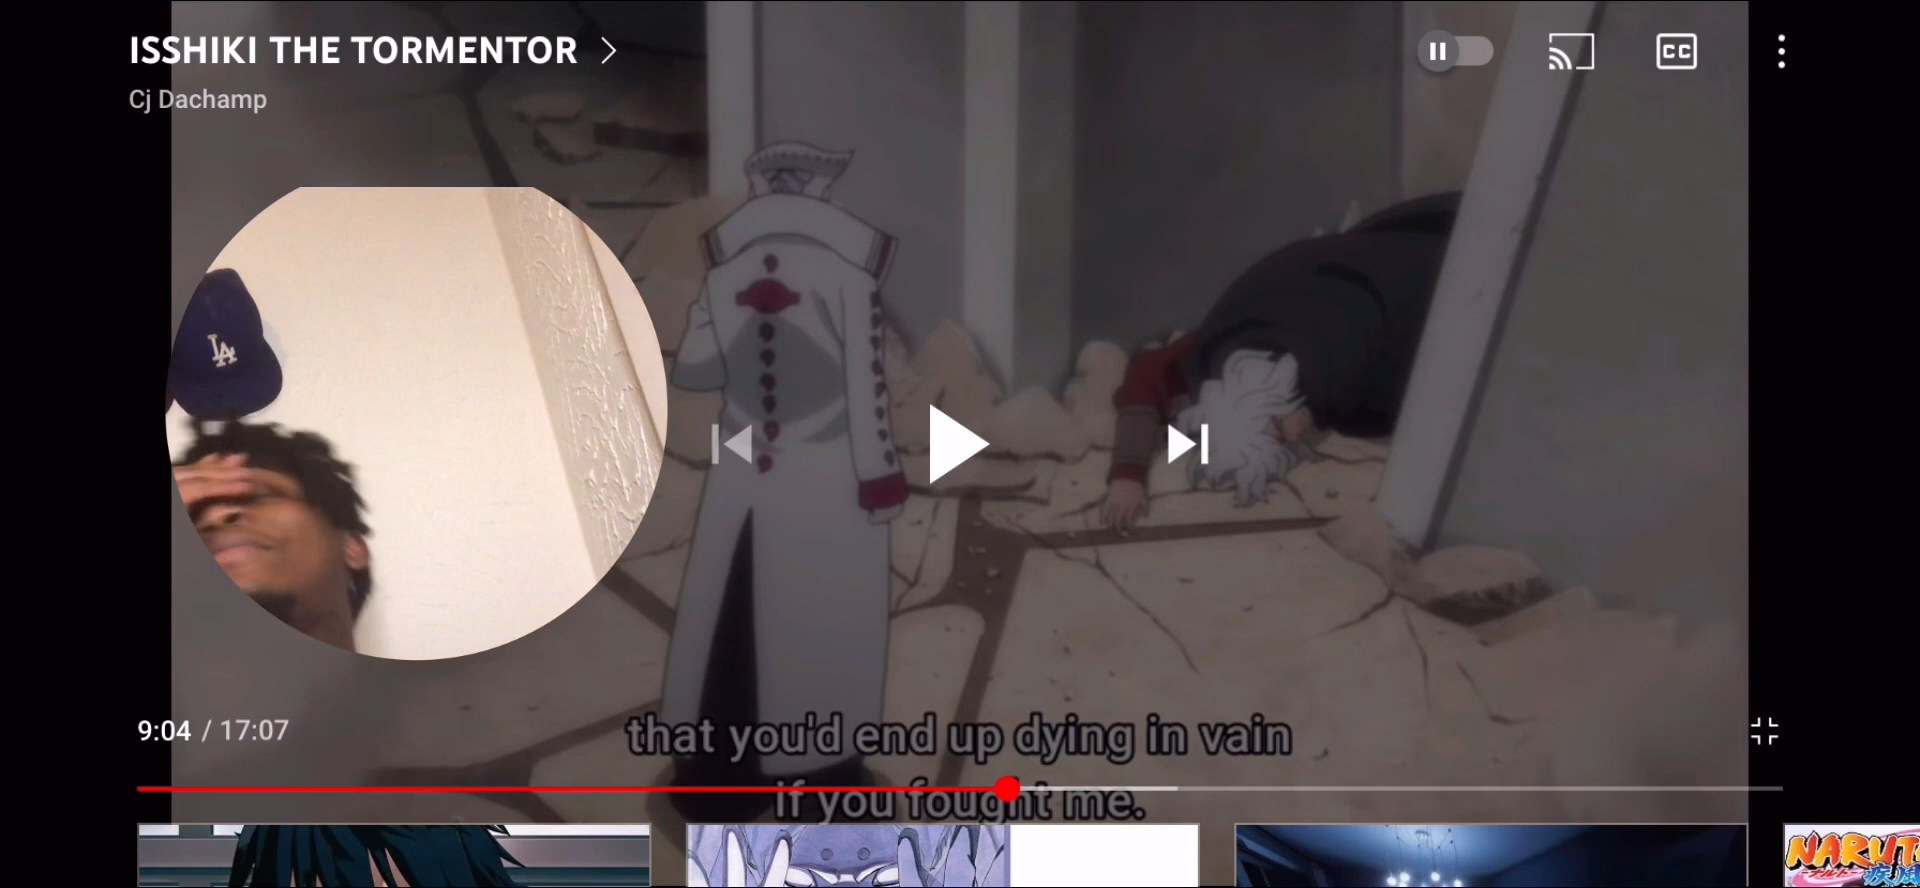 ISSHIKI THE TORMENTOR
CC
Cj Dachamp
LA
9:04 / 17:07
that you'd end up dying in vain
if you fought me.